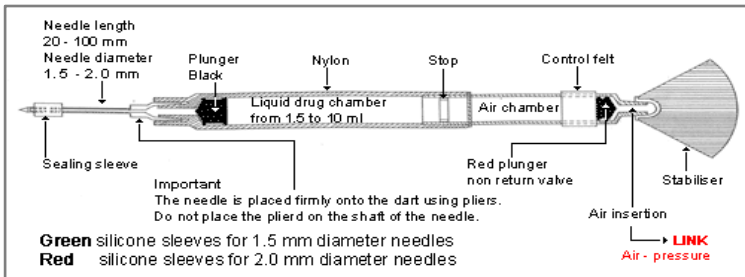 Needle length
20 - 100 mm
Needle diameter
1.5 - 2.0 mm
Plunger
Black
Nylon
Stop
Control felt
Liquid drug chamber
from 1.5 to 10 ml
Air chamber
Sealing sleeve
Red plunger
non return valve
Stabiliser
Important
The needle is placed firmly onto the dart using pliers.
Do not place the plierd on the shaft of the needle.
Air insertion
LINK
Air - pressure
Green silicone sleeves for 1.5 mm diameter needles
Red silicone sleeves for 2.0 mm diameter needles